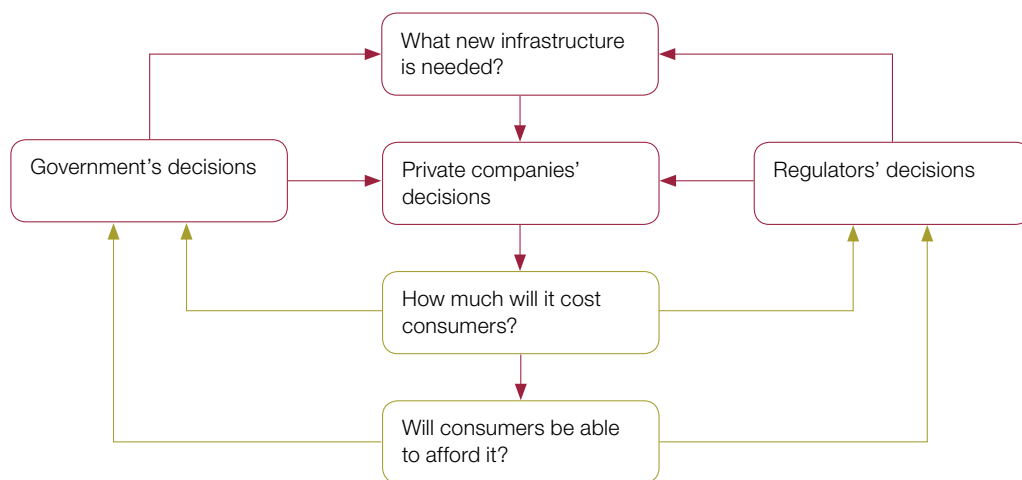 What new infrastructure
is needed?
Government’s decisions
Private companies’
decisions
Regulators’ decisions
How much will it cost
consumers?
Will consumers be able
to afford it?